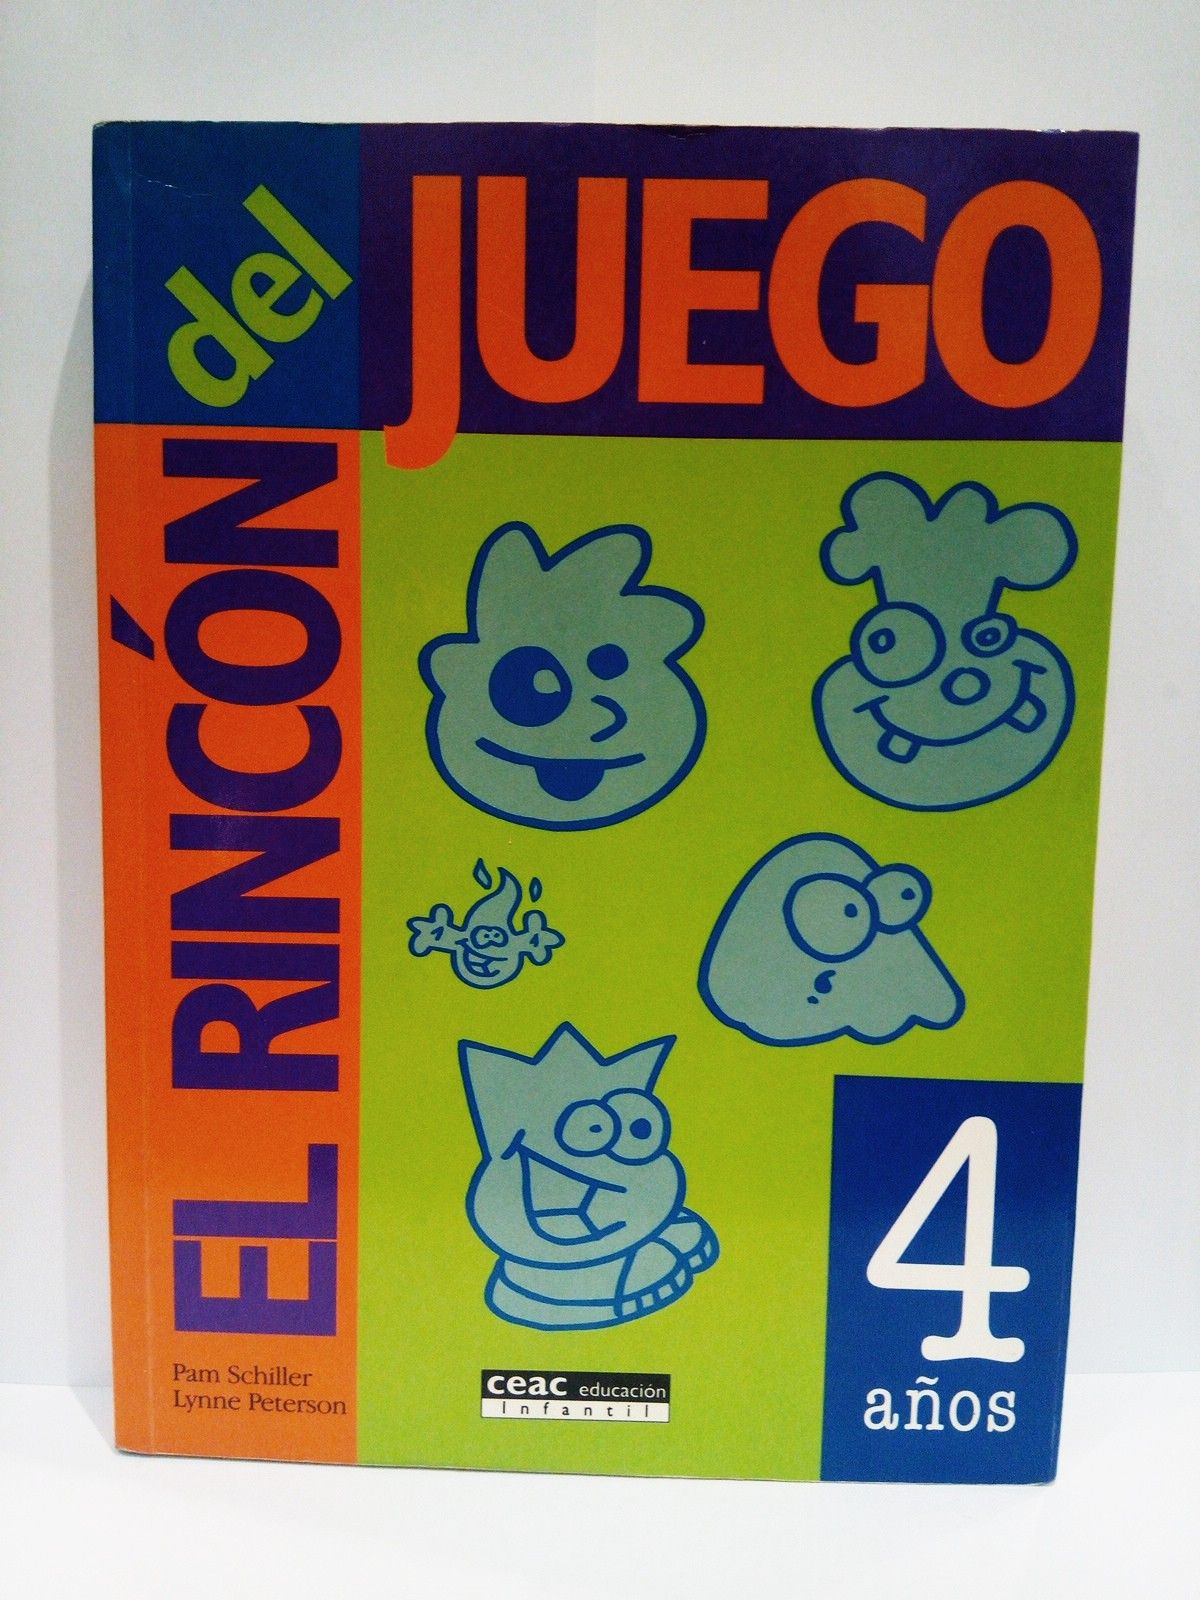 EL RINCÓN
del
JUEGO
4
años
Pam Schiller
Lynne Peterson
ceac educación
Infantil